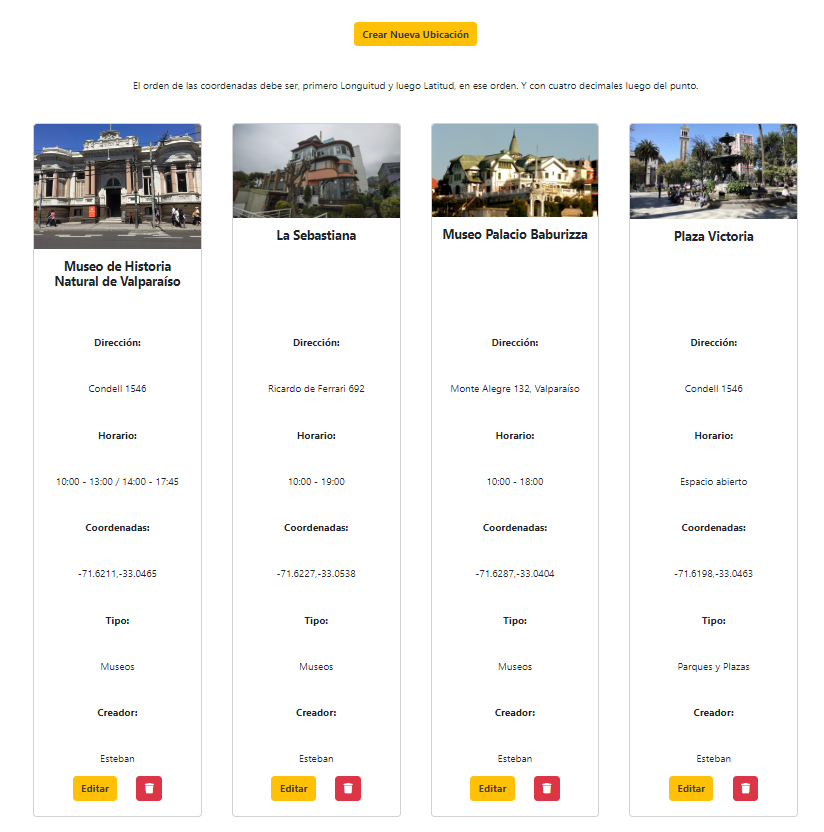 Crear Nueva Ubicación
El orden de las coordenadas debe ser, primero Longuitud y luego Latitud, en ese orden. Y con cuatro decimales luego del punto.
Museo de Historia
Natural de Valparaíso
Dirección:
Condell 1546
Horario:
10:00 - 13:00 / 14:00 - 17:45
Coordenadas:
-71.6211,-33.0465
Tipo:
Museos
Creador:
Esteban
Editar
La Sebastiana
Dirección:
Ricardo de Ferrari 692
Horario:
10:00 - 19:00
Coordenadas:
-71.6227,-33.0538
Tipo:
Museos
Creador:
Esteban
Editar
Museo Palacio Baburizza
Dirección:
Monte Alegre 132, Valparaíso
Horario:
10:00 - 18:00
Coordenadas:
-71.6287,-33.0404
Tipo:
Museos
Creador:
Esteban
Editar
Plaza Victoria
Dirección:
Condell 1546
Horario:
Espacio abierto
Coordenadas:
-71.6198,-33.0463
Tipo:
Parques y Plazas
Creador:
Esteban
Editar